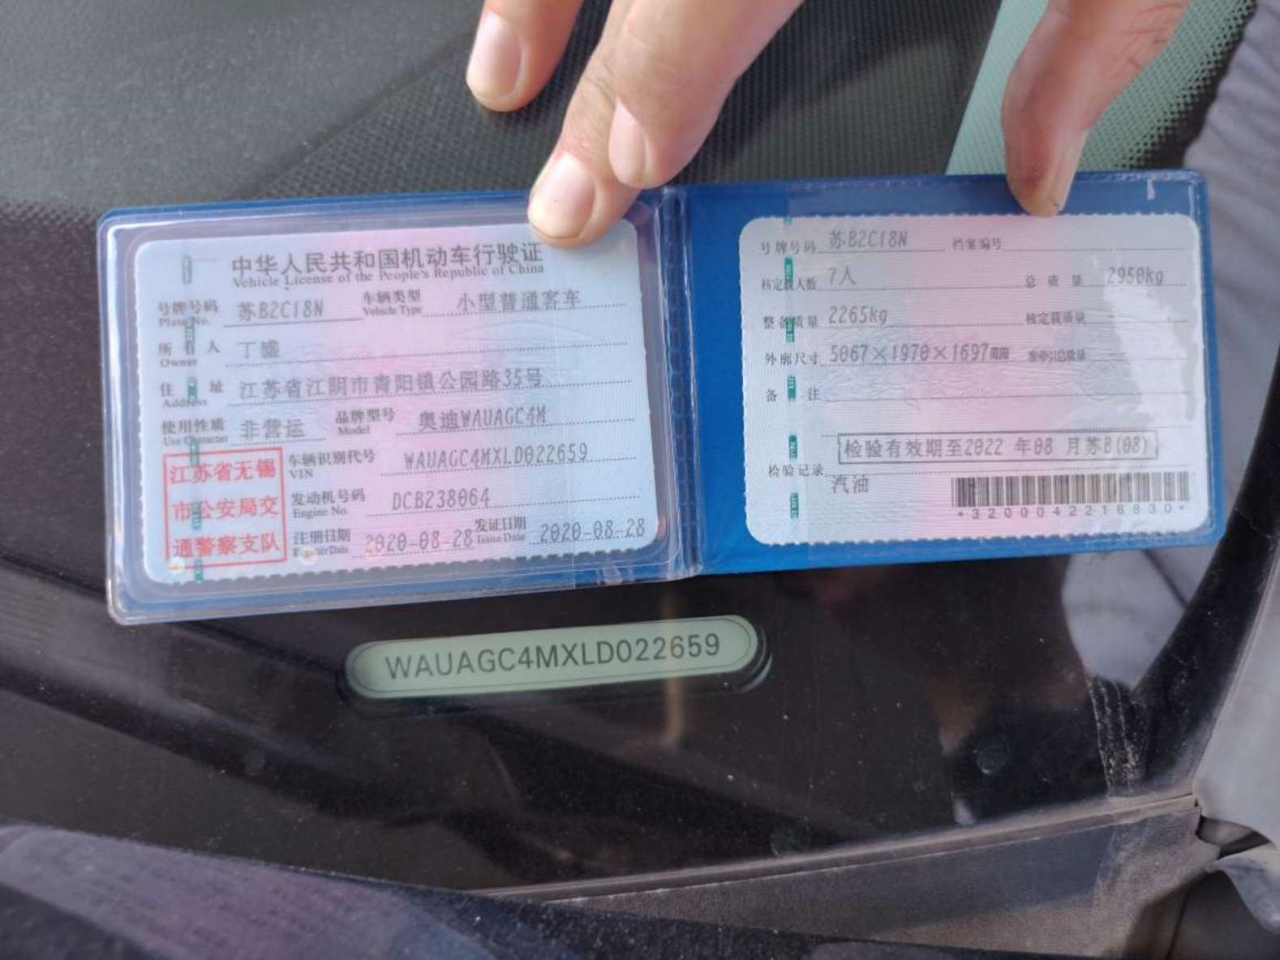 中华人民共和国机动车行驶证
Vehicle License of the People's Republic of China
号牌号码 苏B2C18N 车辆类型 小型普通客车
Plate No. Vehicle Type
所有人 丁盛
Owner
住址 江苏省江阴市青阳镇公园路35号
Address
使用性质 非营运 品牌型号 奥迪WAUAGC4M
Use Character Model
江苏省无锡
市公安局交
通警察支队
车辆识别代号 WAUAGC4MXLD022659
VIN
发动机号码 DCB238064
Engine No.
注册日期 2020-08-28 发证日期 2020-08-28
Register Date Issue Date
号牌号码 苏B2C18N 档案编号
核定载人数 7人 总质量 2950kg
整备质量 2265kg 核定载质量
外廓尺寸 5067×1970×1697 准牵引总质量
备注
检验有效期至2022 年08 月苏B(08)
检验记录
汽油
*3200042216830*
WAUAGC4MXLD022659